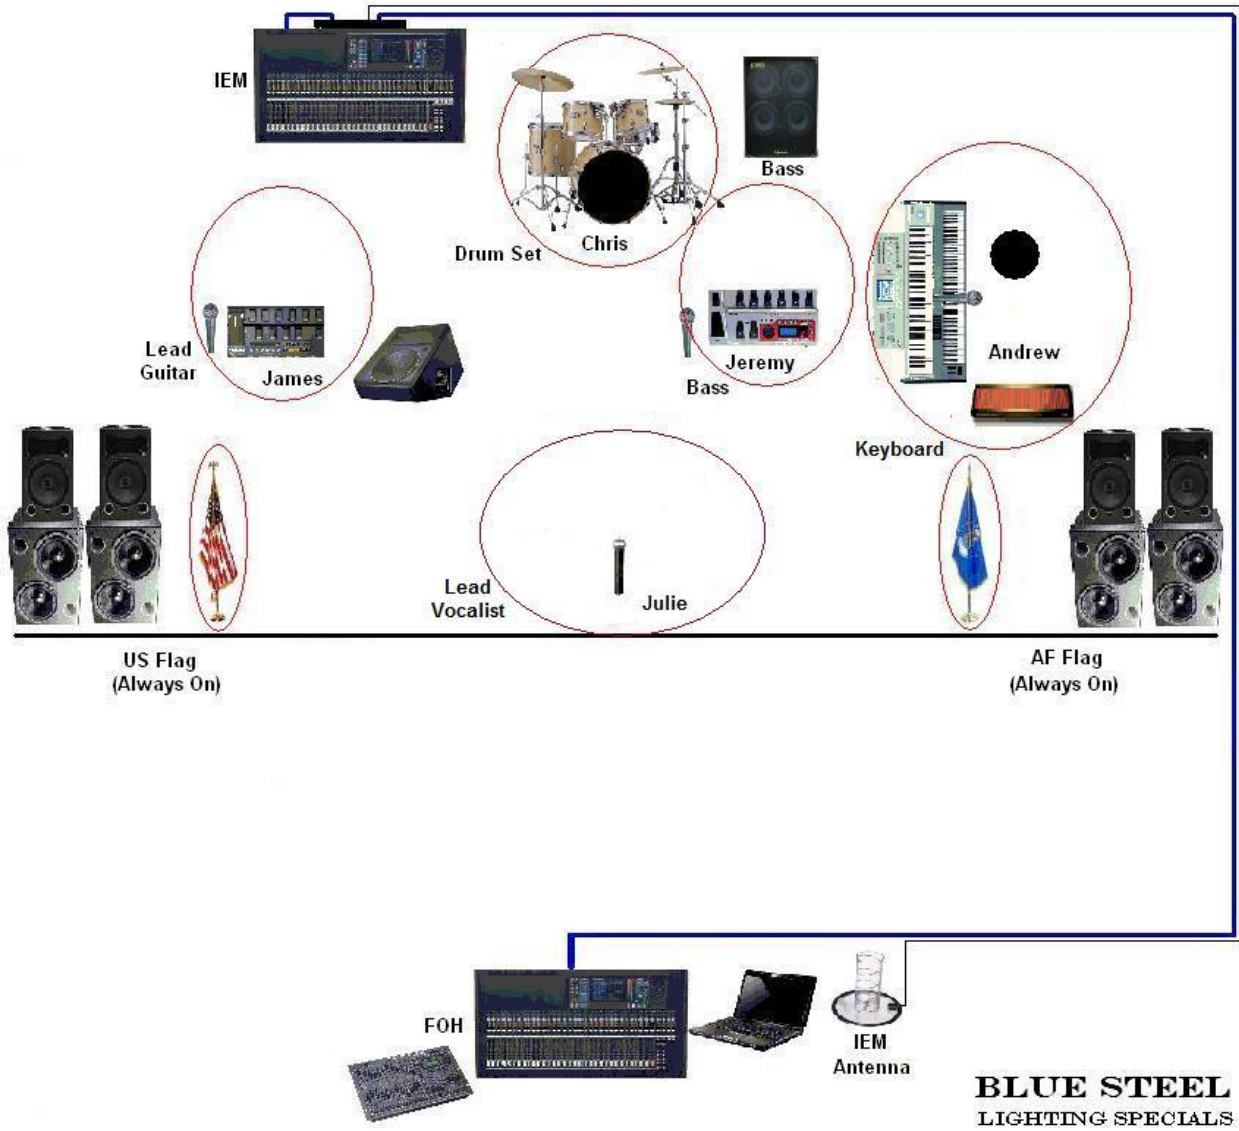 IEM
Bass
Chris
Drum Set
Lead
Guitar
James
Jeremy
Bass
Andrew
Keyboard
Lead
Vocalist
Julie
US Flag
(Always On)
AF Flag
(Always On)
FOH
IEM
Antenna
BLUE STEEL
LIGHTING SPECIALS